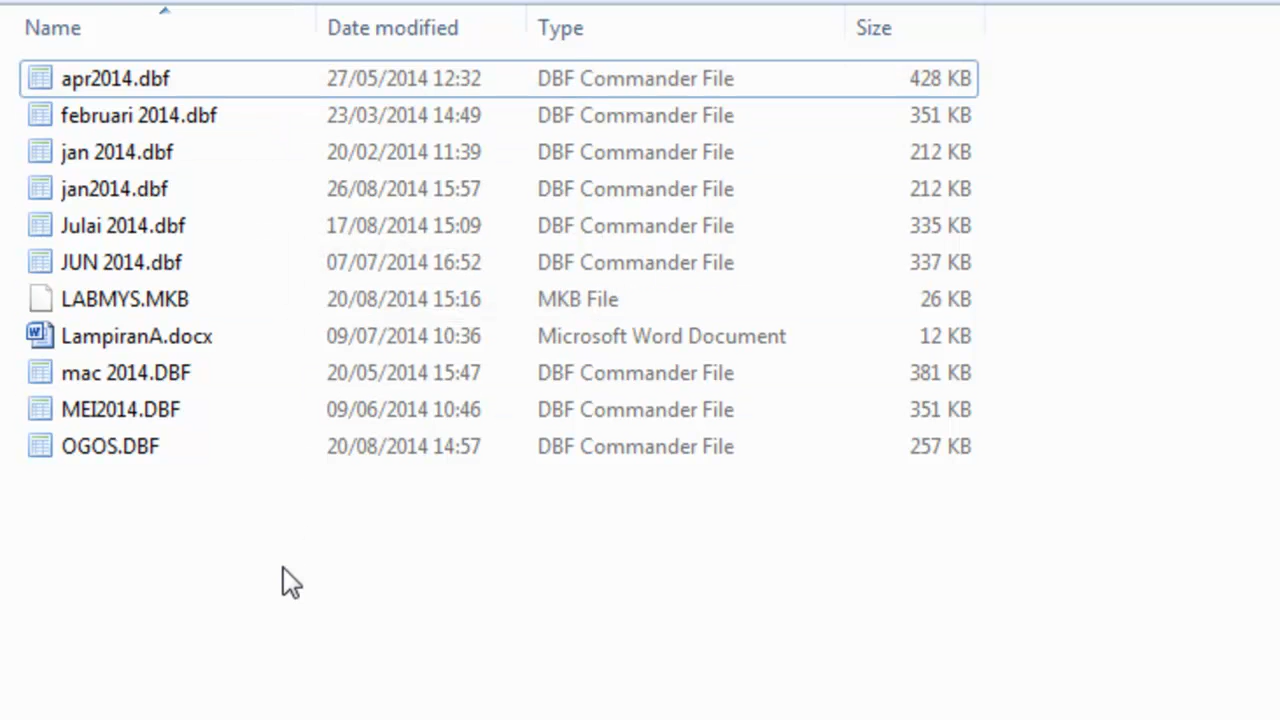 Name Date modified Type Size
apr2014.dbf 27/05/2014 12:32 DBF Commander File 428 KB
februari 2014.dbf 23/03/2014 14:49 DBF Commander File 351 KB
jan 2014.dbf 20/02/2014 11:39 DBF Commander File 212 KB
jan2014.dbf 26/08/2014 15:57 DBF Commander File 212 KB
Julai 2014.dbf 17/08/2014 15:09 DBF Commander File 335 KB
JUN 2014.dbf 07/07/2014 16:52 DBF Commander File 337 KB
LABMYS.MKB 20/08/2014 15:16 MKB File 26 KB
LampiranA.docx 09/07/2014 10:36 Microsoft Word Document 12 KB
mac 2014.DBF 20/05/2014 15:47 DBF Commander File 381 KB
MEI2014.DBF 09/06/2014 10:46 DBF Commander File 351 KB
OGOS.DBF 20/08/2014 14:57 DBF Commander File 257 KB